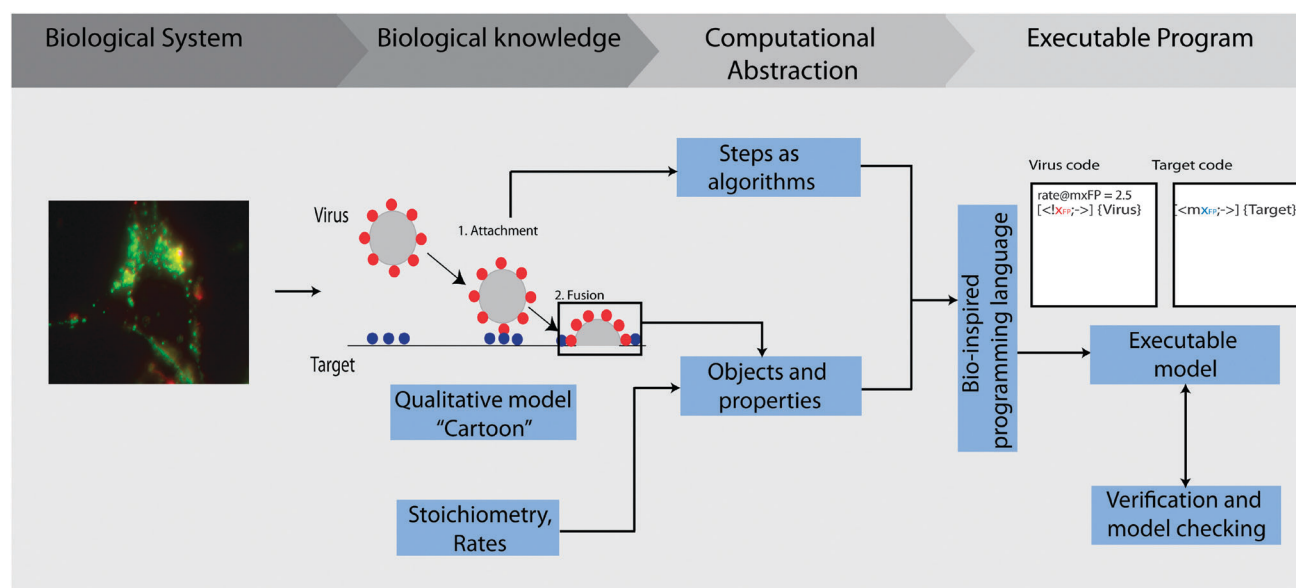 Biological System
Biological knowledge
Computational
Abstraction
Executable Program
Virus
1. Attachment
2. Fusion
Target
Qualitative model
“Cartoon”
Stoichiometry,
Rates
Steps as
algorithms
Objects and
properties
Bio-inspired
programming language
Virus code
rate@mxFP = 2.5
[<!xFP;->] {Virus}
Target code
[<mxFP;->] {Target}
Executable
model
Verification and
model checking